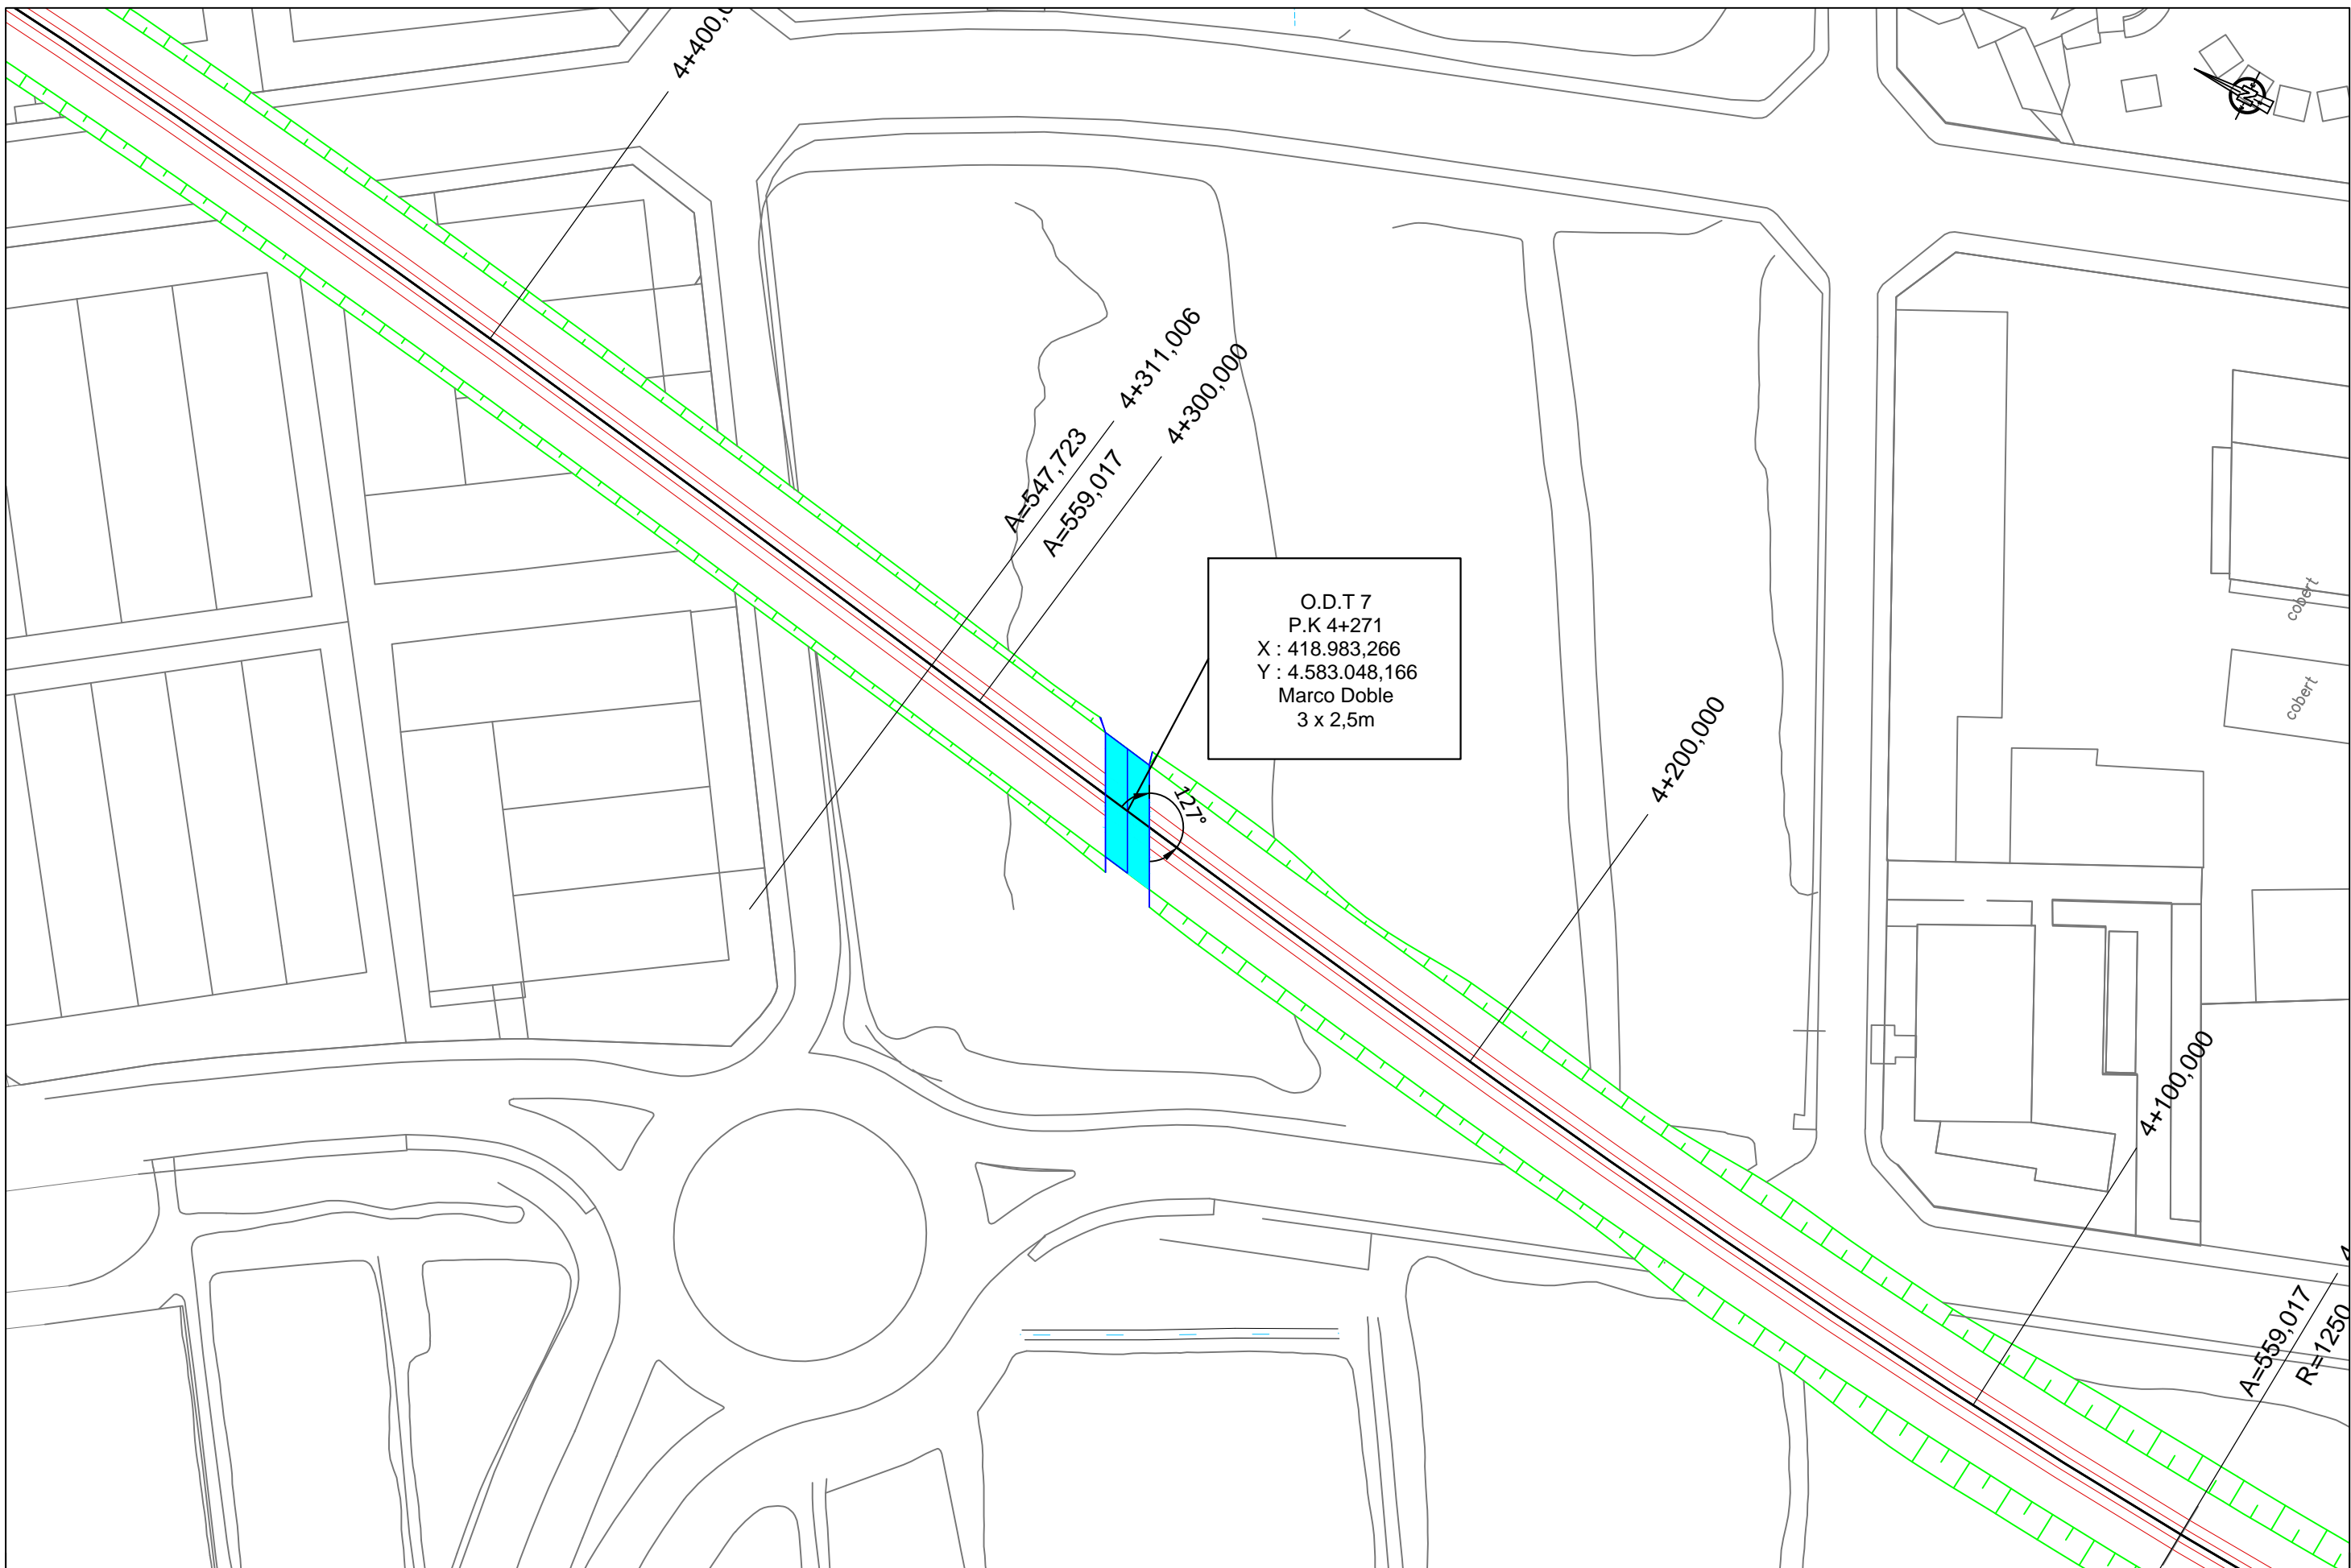 4+400,0
N
4+311,006
4+300,000
A=547,723
A=559,017
O.D.T 7
P.K 4+271
X : 418.983,266
Y : 4.583.048,166
Marco Doble
3 x 2,5m
127°
cobert
cobert
4+200,000
4+100,000
4
A=559,017
R=1250